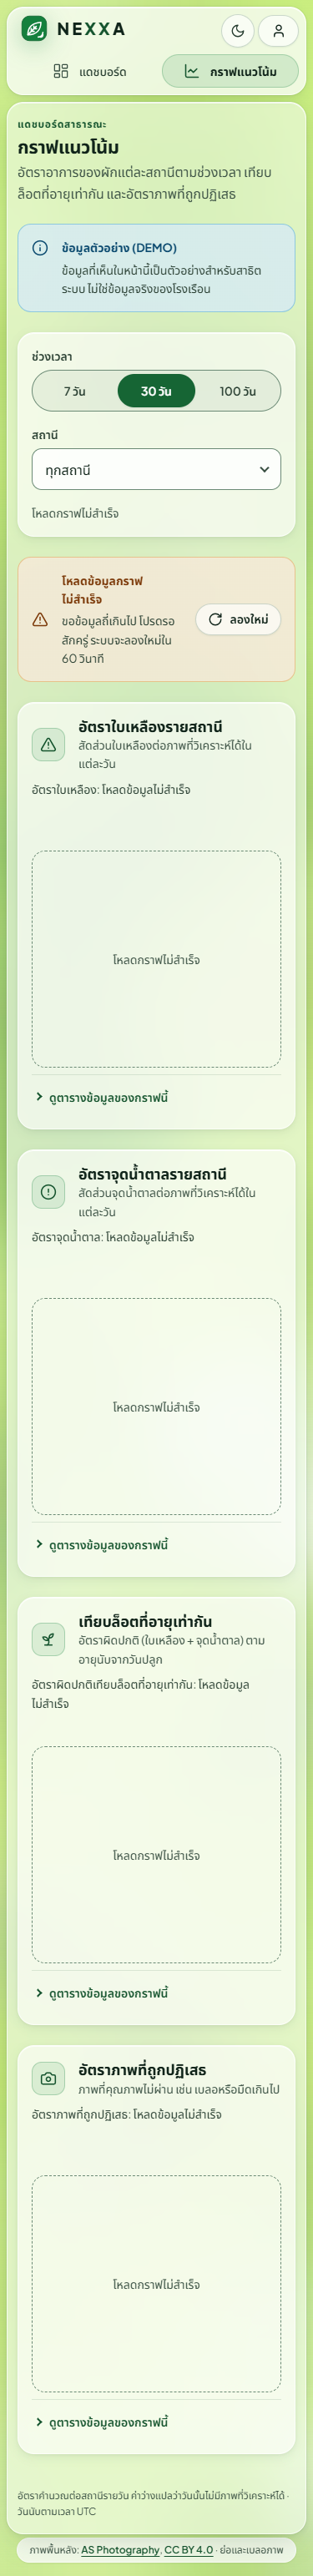 NEXXA
แดชบอร์ด
กราฟแนวโน้ม
แดชบอร์ดสาธารณะ
กราฟแนวโน้ม
อัตราอาการของผักแต่ละสถานีตามช่วงเวลา เทียบ
ล็อตที่อายุเท่ากัน และอัตราภาพที่ถูกปฏิเสธ
ข้อมูลตัวอย่าง (DEMO)
ข้อมูลที่เห็นในหน้านี้เป็นตัวอย่างสำหรับสาธิต
ระบบ ไม่ใช่ข้อมูลจริงของโรงเรือน
ช่วงเวลา
7 วัน
30 วัน
100 วัน
สถานี
ทุกสถานี
โหลดกราฟไม่สำเร็จ
โหลดข้อมูลกราฟ
ไม่สำเร็จ
ขอข้อมูลถี่เกินไป โปรดรอ
สักครู่ ระบบจะลองใหม่ใน
60 วินาที
ลองใหม่
อัตราใบเหลืองรายสถานี
สัดส่วนใบเหลืองต่อภาพที่วิเคราะห์ได้ใน
แต่ละวัน
อัตราใบเหลือง: โหลดข้อมูลไม่สำเร็จ
โหลดกราฟไม่สำเร็จ
ดูตารางข้อมูลของกราฟนี้
อัตราจุดน้ำตาลรายสถานี
สัดส่วนจุดน้ำตาลต่อภาพที่วิเคราะห์ได้ใน
แต่ละวัน
อัตราจุดน้ำตาล: โหลดข้อมูลไม่สำเร็จ
โหลดกราฟไม่สำเร็จ
ดูตารางข้อมูลของกราฟนี้
เทียบล็อตที่อายุเท่ากัน
อัตราผิดปกติ (ใบเหลือง + จุดน้ำตาล) ตาม
อายุนับจากวันปลูก
อัตราผิดปกติเทียบล็อตที่อายุเท่ากัน: โหลดข้อมูล
ไม่สำเร็จ
โหลดกราฟไม่สำเร็จ
ดูตารางข้อมูลของกราฟนี้
อัตราภาพที่ถูกปฏิเสธ
ภาพที่คุณภาพไม่ผ่าน เช่น เบลอหรือมืดเกินไป
อัตราภาพที่ถูกปฏิเสธ: โหลดข้อมูลไม่สำเร็จ
โหลดกราฟไม่สำเร็จ
ดูตารางข้อมูลของกราฟนี้
อัตราคำนวณต่อสถานีรายวัน ค่าว่างแปลว่าวันนั้นไม่มีภาพที่วิเคราะห์ได้ ·
วันนับตามเวลา UTC
ภาพพื้นหลัง: AS Photography, CC BY 4.0 · ย่อและเบลอภาพ